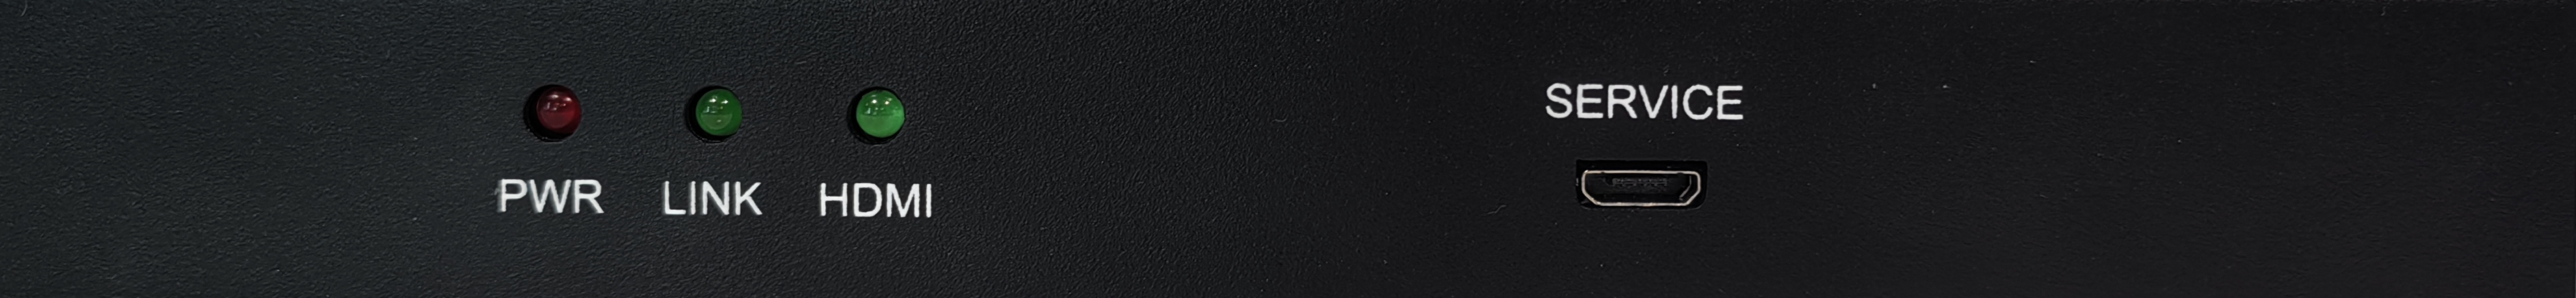 SERVICE
PWR LINK HDMI